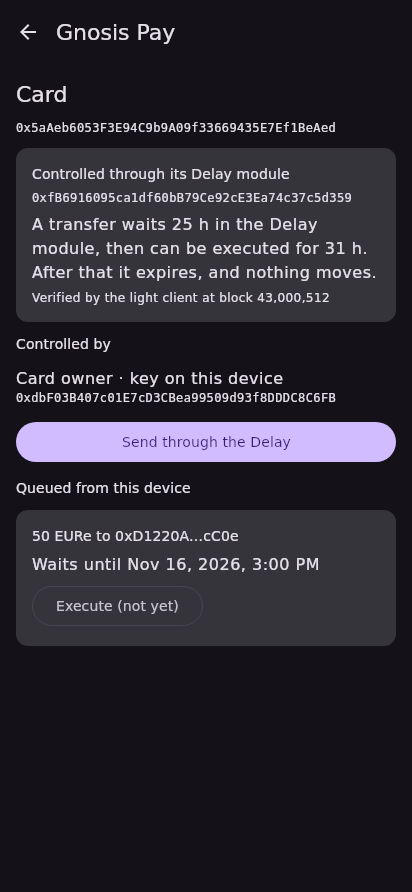 Gnosis Pay
Card
0x5aAeb6053F3E94C9b9A09f33669435E7Ef1BeAed
Controlled through its Delay module
0xfB6916095ca1df60bB79Ce92cE3Ea74c37c5d359
A transfer waits 25 h in the Delay
module, then can be executed for 31 h.
After that it expires, and nothing moves.
Verified by the light client at block 43,000,512
Controlled by
Card owner · key on this device
0xdbF03B407c01E7cD3CBea99509d93f8DDDC8C6FB
Send through the Delay
Queued from this device
50 EURe to 0xD1220A…cC0e
Waits until Nov 16, 2026, 3:00 PM
Execute (not yet)